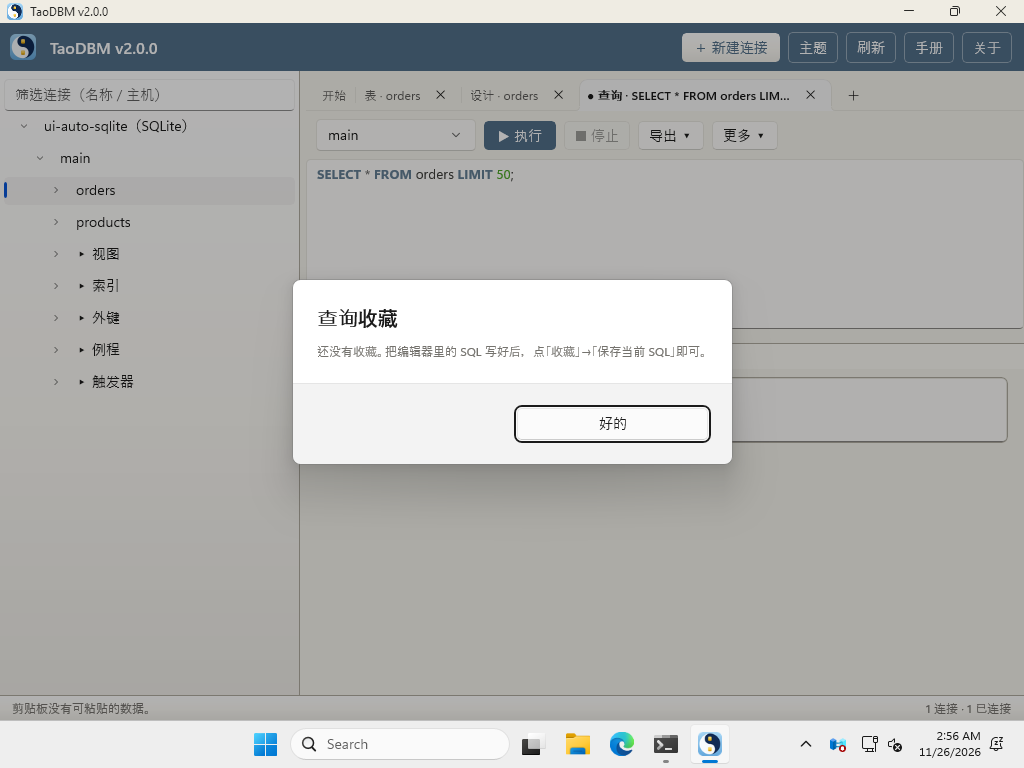 TaoDBM v2.0.0
TaoDBM v2.0.0
+ 新建连接
主题
刷新
手册
关于
筛选连接（名称 / 主机）
ui-auto-sqlite（SQLite）
main
orders
products
视图
索引
外键
例程
触发器
开始
表 · orders
设计 · orders
● 查询 · SELECT * FROM orders LIM...
main
执行
停止
导出
更多
SELECT * FROM orders LIMIT 50;
查询收藏
还没有收藏。把编辑器里的 SQL 写好后，点「收藏」→「保存当前 SQL」即可。
好的
剪贴板没有可粘贴的数据。
1 连接 · 1 已连接
Search
2:56 AM
11/26/2026